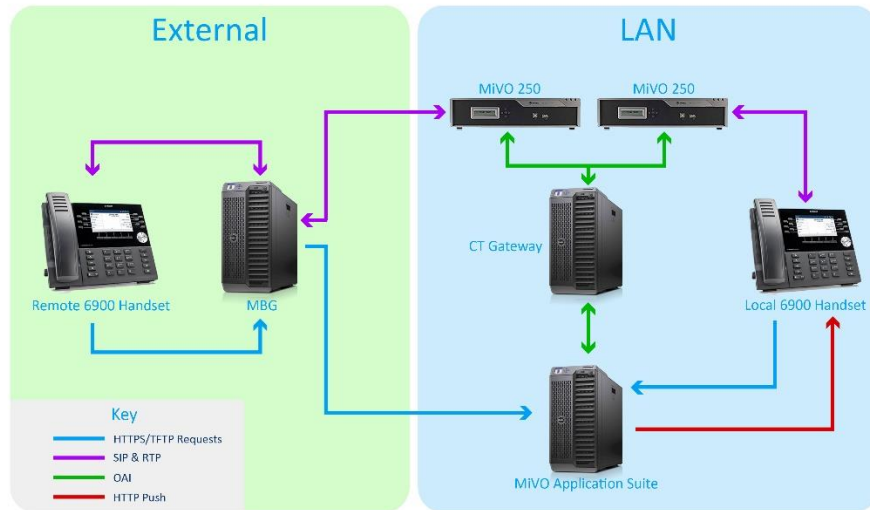 External
LAN
MiVO 250
MiVO 250
CT Gateway
Remote 6900 Handset
MBG
Local 6900 Handset
MiVO Application Suite
Key
HTTPS/TFTP Requests
SIP & RTP
OAI
HTTP Push